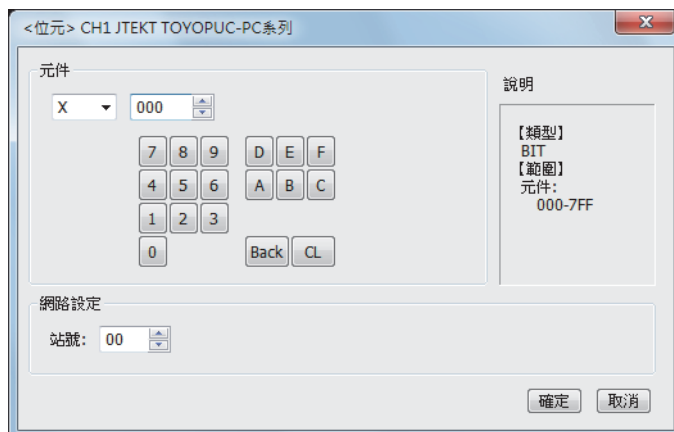 <位元> CH1 JTEKT TOYOPUC-PC系列
元件
X 000
7 8 9 D E F
4 5 6 A B C
1 2 3
0 Back CL
說明
【類型】
BIT
【範圍】
元件:
000-7FF
網路設定
站號: 00
確定 取消